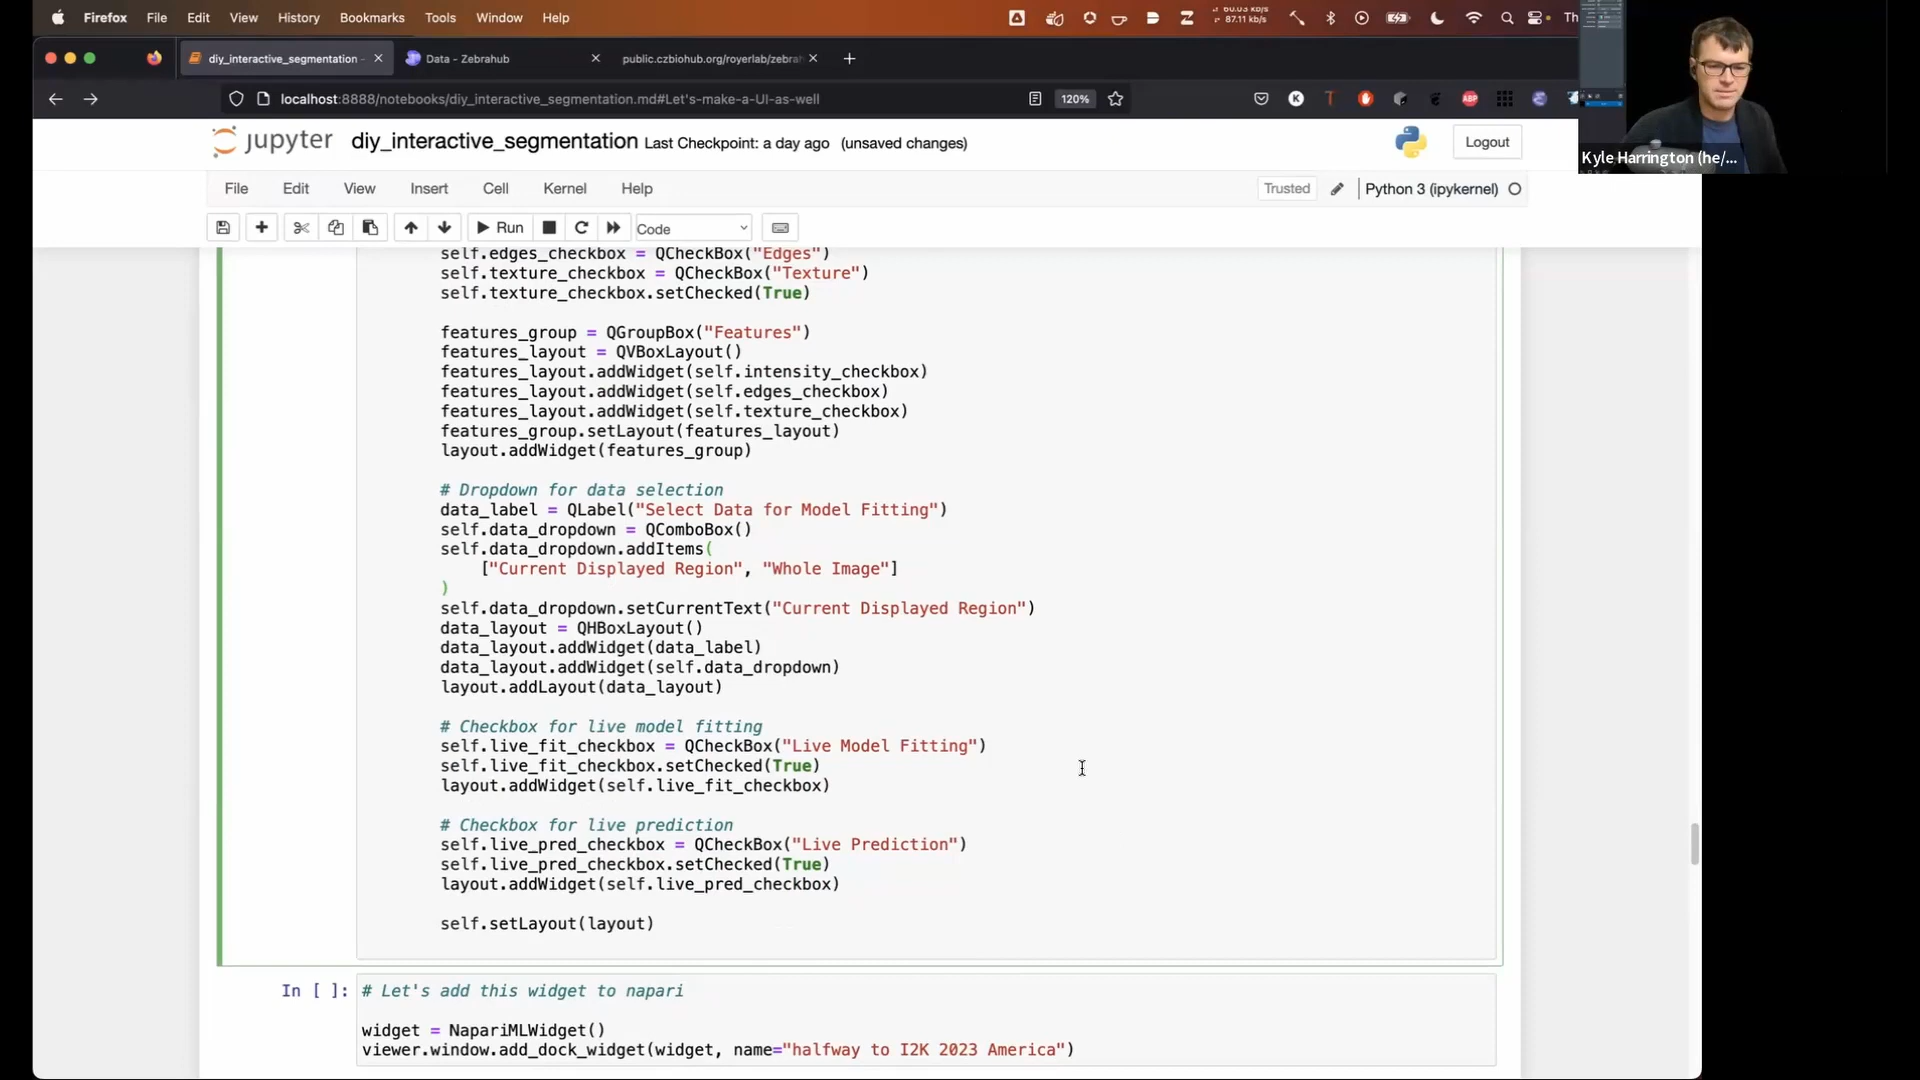 Firefox File Edit View History Bookmarks Tools Window Help
87.11 kb/s
Th
diy_interactive_segmentation -
Data - Zebrahub
public.czbiohub.org/royerlab/zebra
localhost:8888/notebooks/diy_interactive_segmentation.md#Let's-make-a-UI-as-well
120%
jupyter diy_interactive_segmentation Last Checkpoint: a day ago (unsaved changes)
Logout
Kyle Harrington (he/...
File Edit View Insert Cell Kernel Help
Trusted
Python 3 (ipykernel)
Run
Code
self.edges_checkbox = QCheckBox("Edges")
self.texture_checkbox = QCheckBox("Texture")
self.texture_checkbox.setChecked(True)
features_group = QGroupBox("Features")
features_layout = QVBoxLayout()
features_layout.addWidget(self.intensity_checkbox)
features_layout.addWidget(self.edges_checkbox)
features_layout.addWidget(self.texture_checkbox)
features_group.setLayout(features_layout)
layout.addWidget(features_group)
# Dropdown for data selection
data_label = QLabel("Select Data for Model Fitting")
self.data_dropdown = QComboBox()
self.data_dropdown.addItems(
["Current Displayed Region", "Whole Image"]
)
self.data_dropdown.setCurrentText("Current Displayed Region")
data_layout = QHBoxLayout()
data_layout.addWidget(data_label)
data_layout.addWidget(self.data_dropdown)
layout.addLayout(data_layout)
# Checkbox for live model fitting
self.live_fit_checkbox = QCheckBox("Live Model Fitting")
self.live_fit_checkbox.setChecked(True)
layout.addWidget(self.live_fit_checkbox)
# Checkbox for live prediction
self.live_pred_checkbox = QCheckBox("Live Prediction")
self.live_pred_checkbox.setChecked(True)
layout.addWidget(self.live_pred_checkbox)
self.setLayout(layout)
In [ ]: # Let's add this widget to napari
widget = NapariMLWidget()
viewer.window.add_dock_widget(widget, name="halfway to I2K 2023 America")